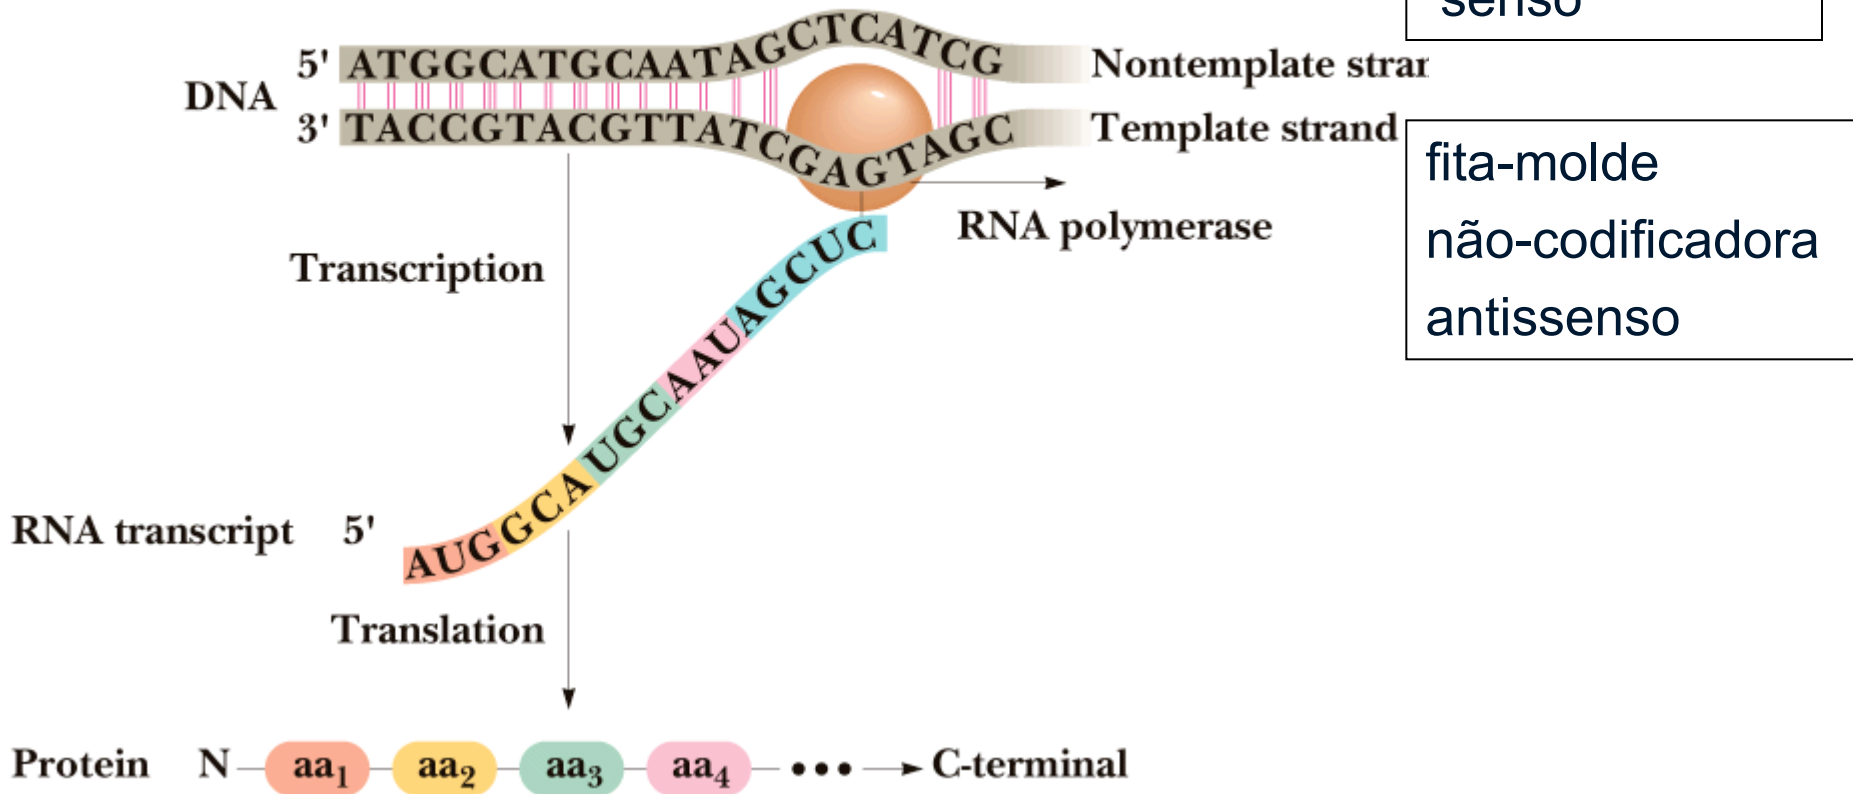 senso
5' ATGGCATGCAATAGCTCATCG Nontemplate stran
DNA
3' TACCGTACGTTATCGAGTAGC Template strand
fita-molde
não-codificadora
antissenso
RNA polymerase
Transcription
AUGGCAUGCAAUAGCUC
RNA transcript 5'
Translation
Protein N aa1 aa2 aa3 aa4 ••• C-terminal